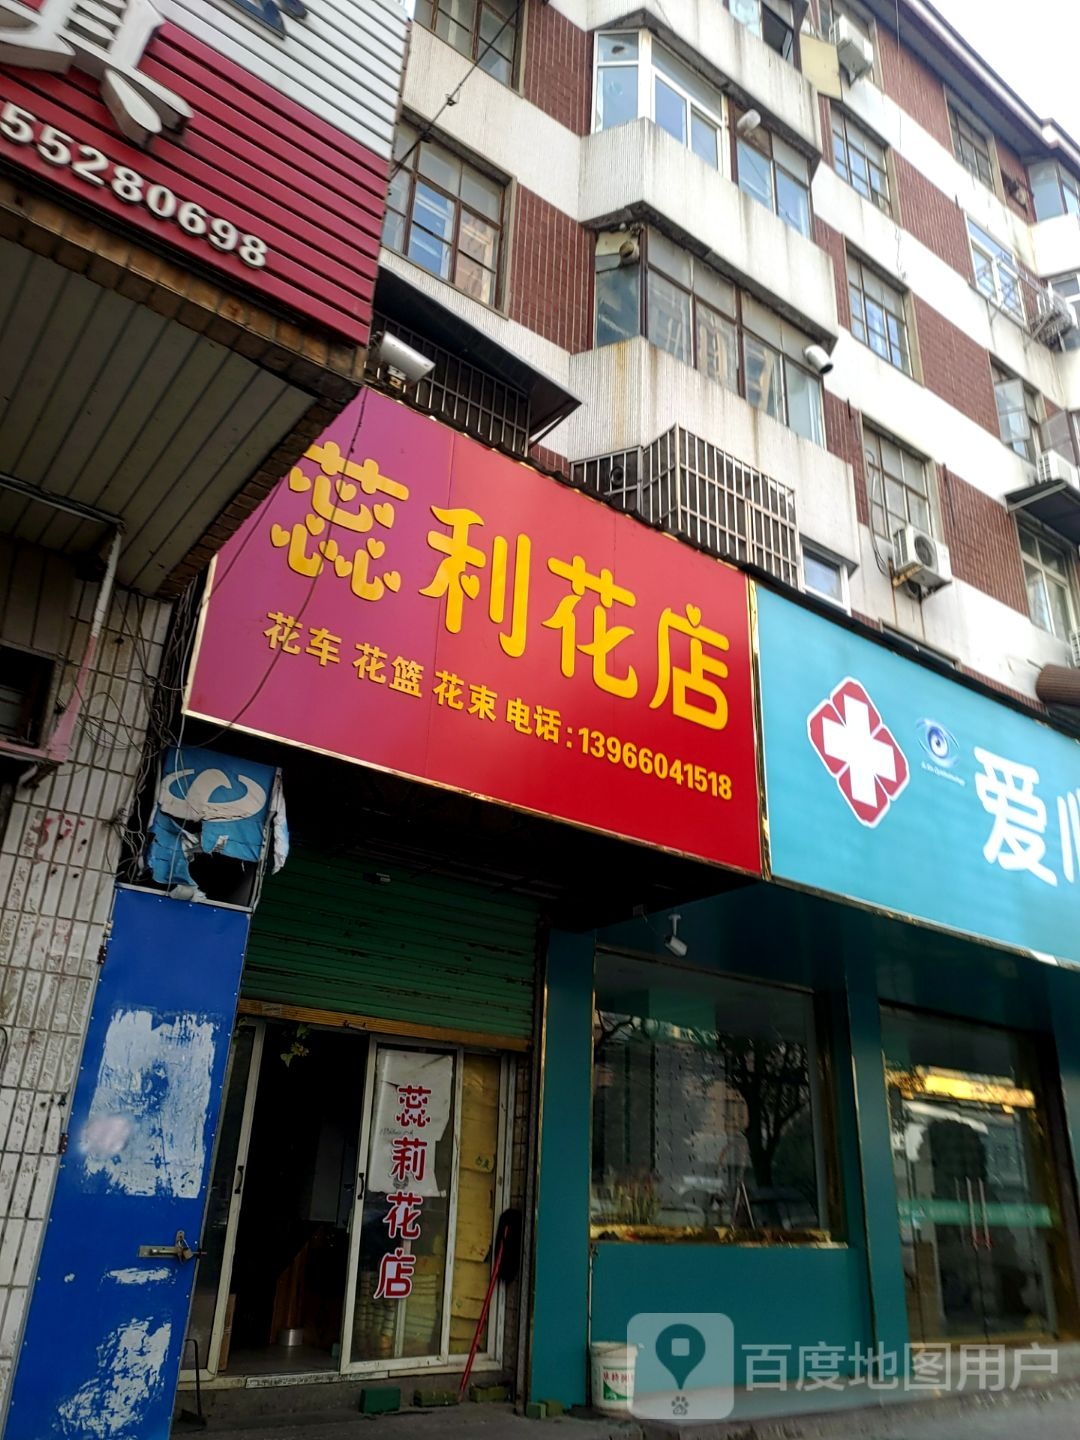 55280698
蕊利花店
花车 花篮 花束 电话:13966041518
爱
蕊莉花店
百度地图用户